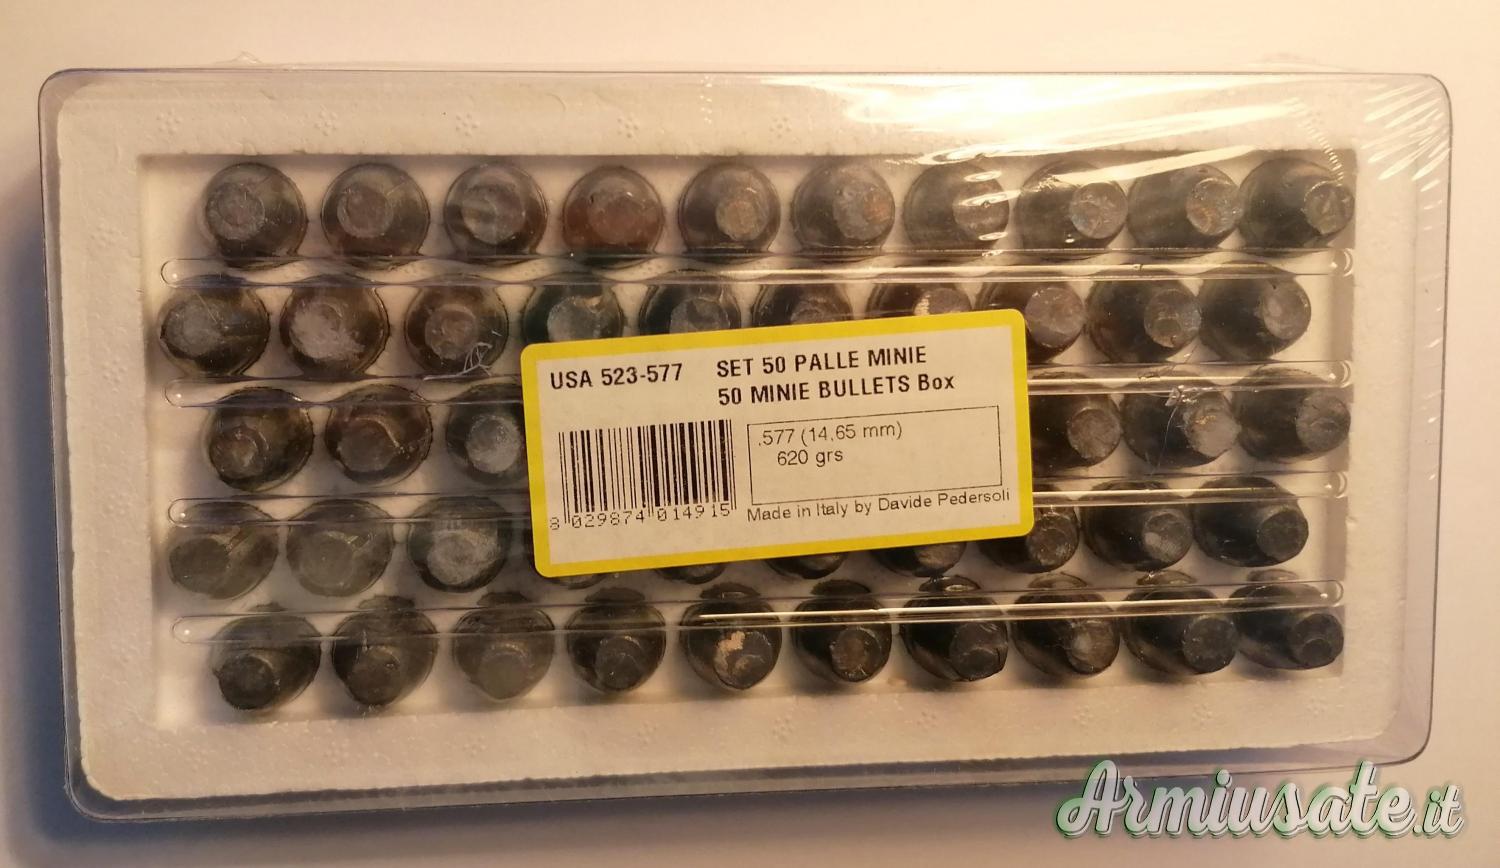 USA 523-577 SET 50 PALLE MINIE
50 MINIE BULLETS Box
.577 (14,65 mm)
620 grs
8 029874 014915
Made in Italy by Davide Pedersoli
Armiusate.it